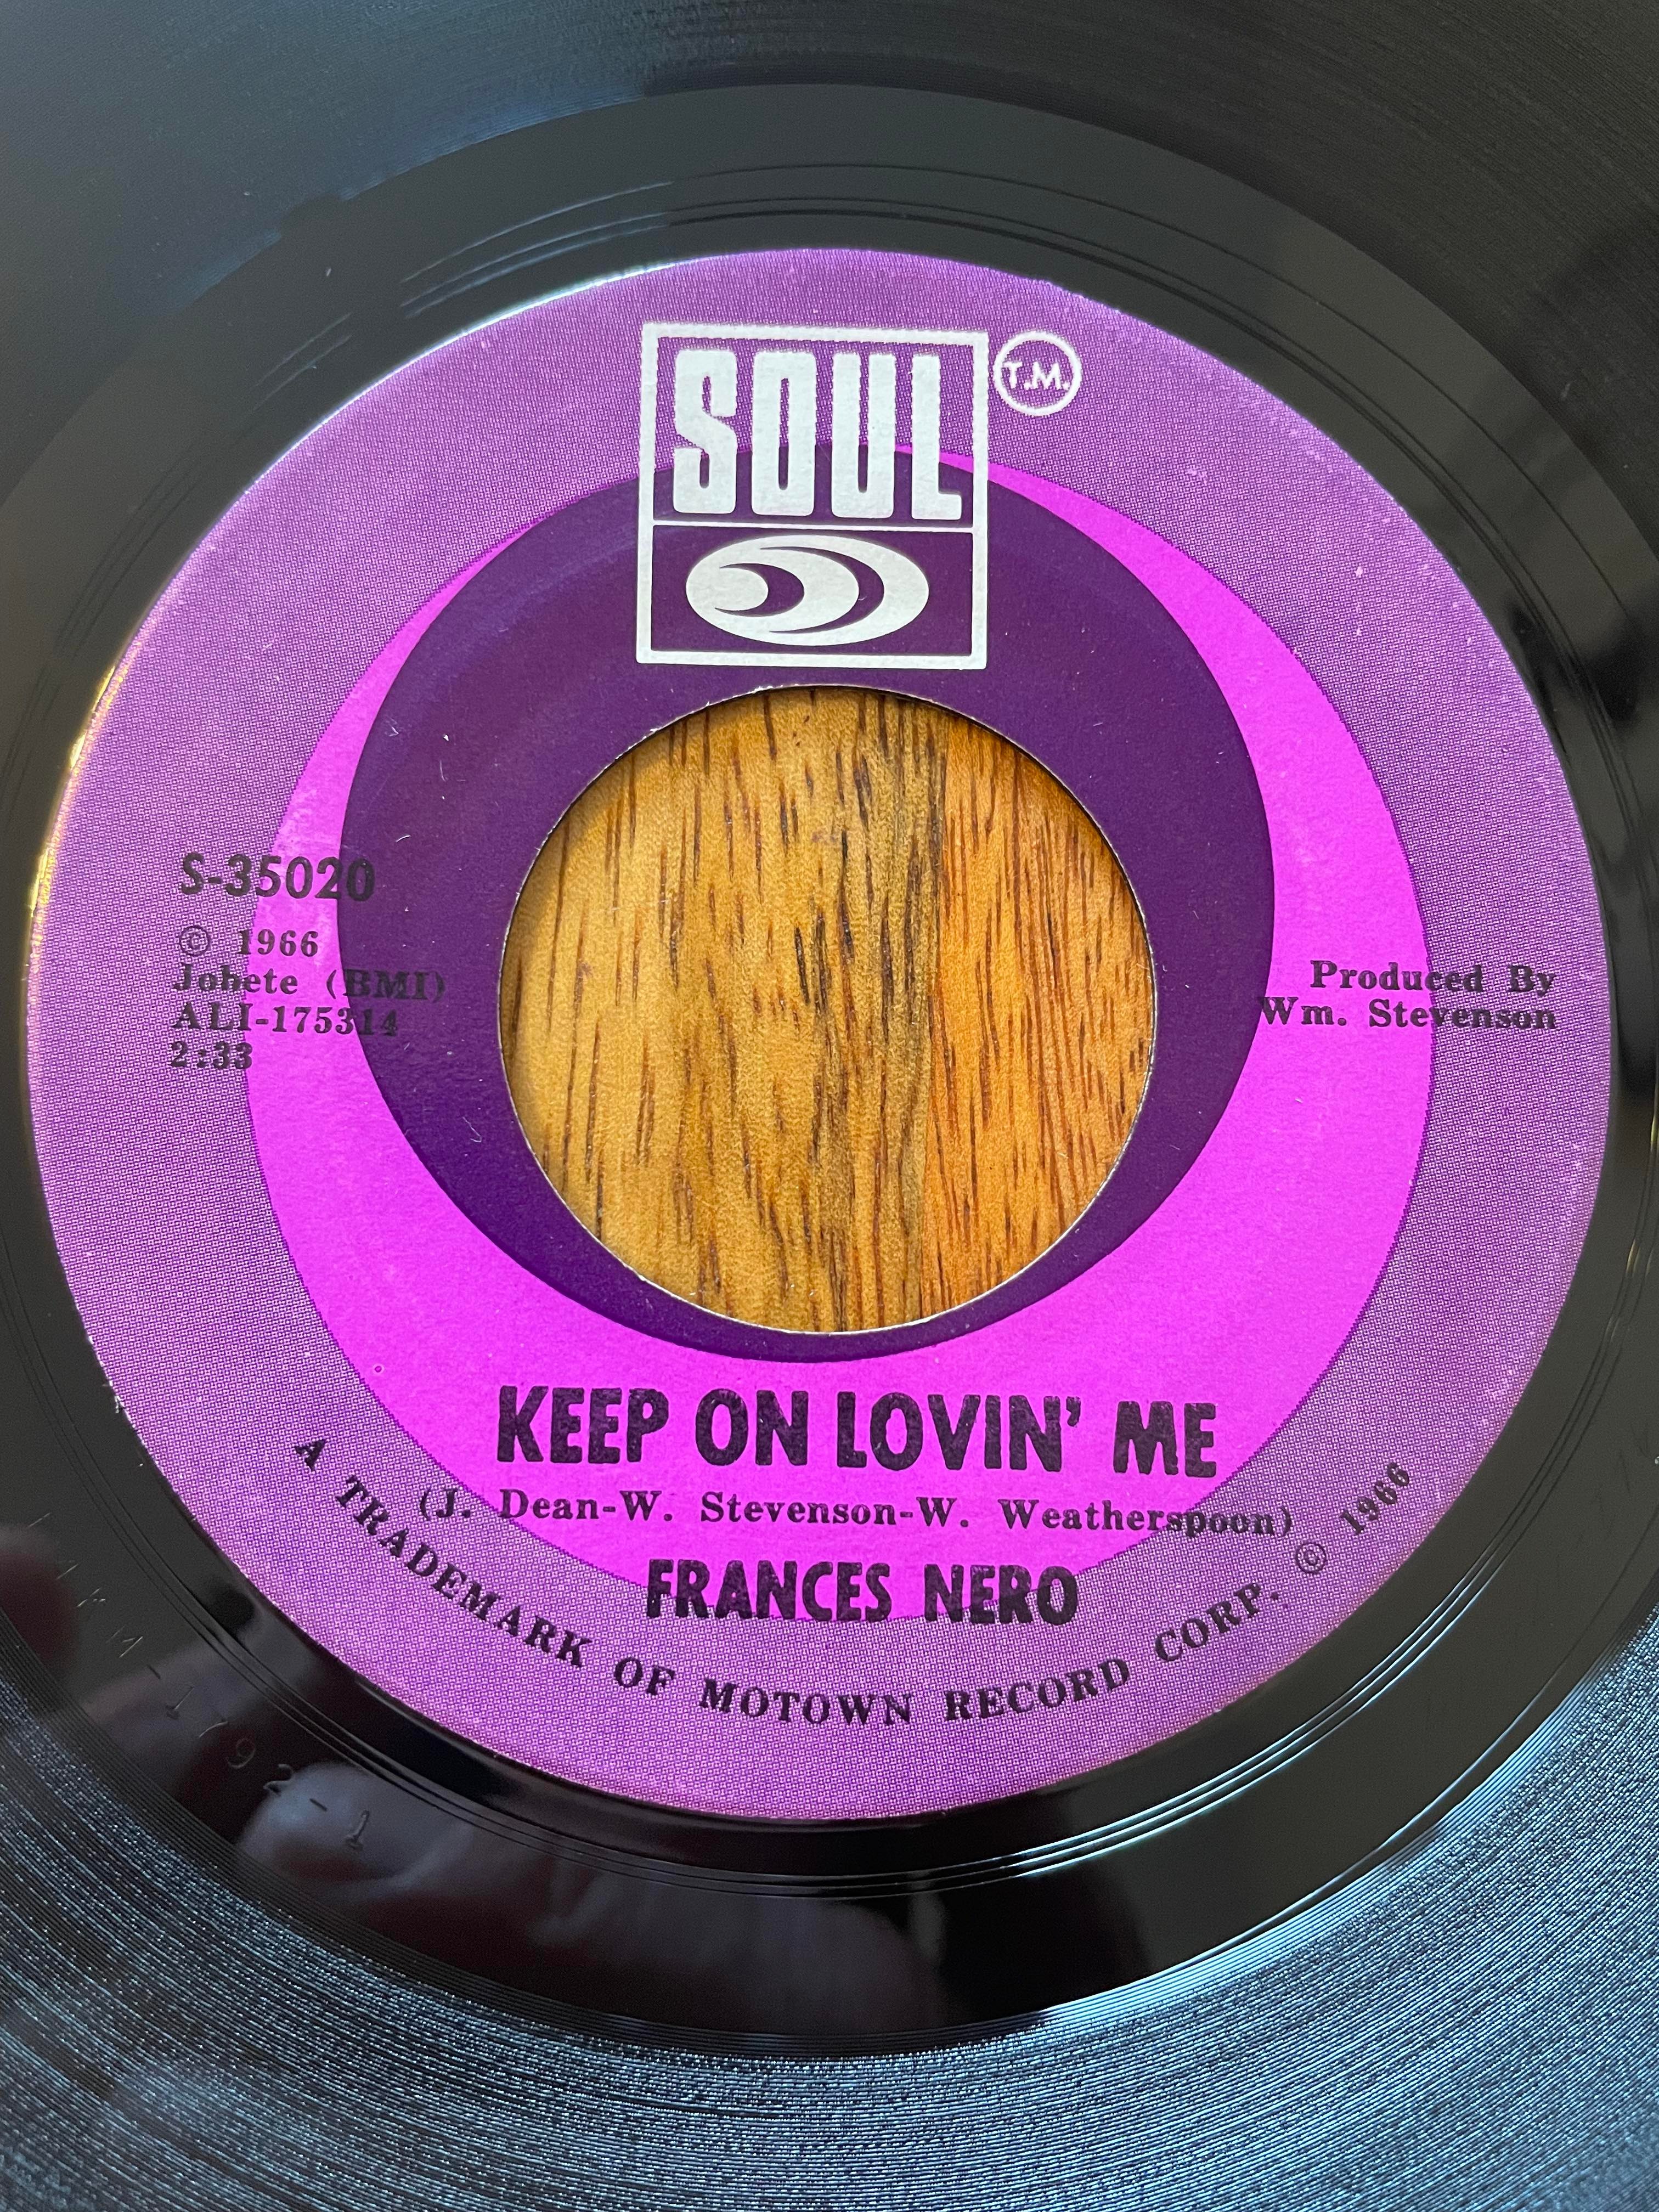 SOUL
T.M.
S-35020
© 1966
Jobete (BMI)
ALI-175314
2:33
Produced By
Wm. Stevenson
KEEP ON LOVIN' ME
(J. Dean-W. Stevenson-W. Weatherspoon)
FRANCES NERO
A TRADEMARK OF MOTOWN RECORD CORP. © 1966